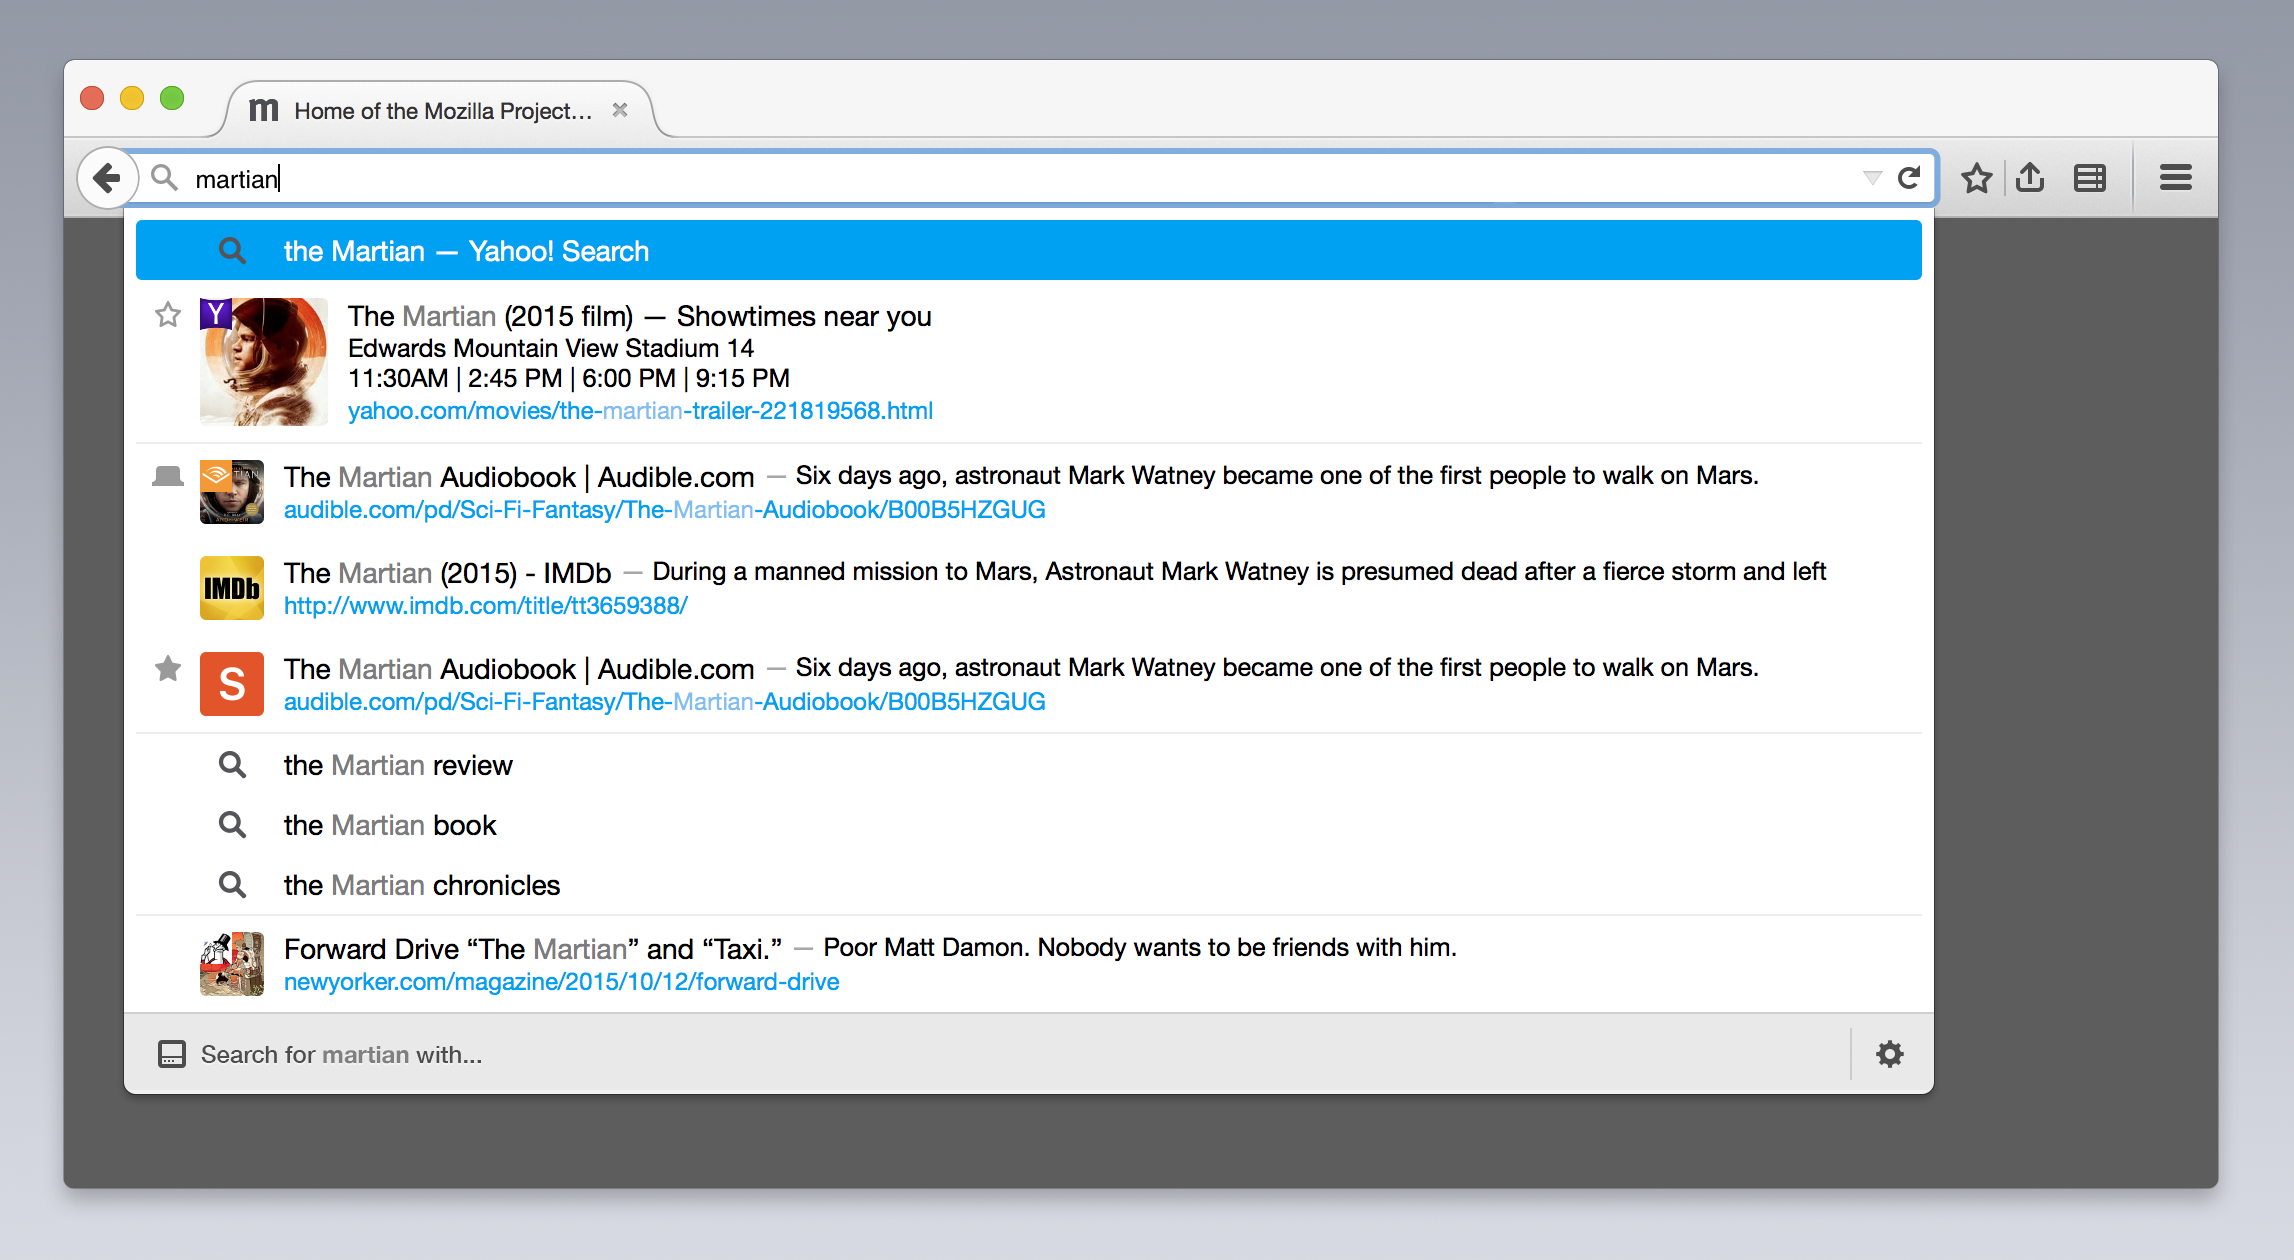 m Home of the Mozilla Project...
martian
the Martian — Yahoo! Search
Y
The Martian (2015 film) — Showtimes near you
Edwards Mountain View Stadium 14
11:30AM | 2:45 PM | 6:00 PM | 9:15 PM
yahoo.com/movies/the-martian-trailer-221819568.html
The Martian Audiobook | Audible.com — Six days ago, astronaut Mark Watney became one of the first people to walk on Mars.
audible.com/pd/Sci-Fi-Fantasy/The-Martian-Audiobook/B00B5HZGUG
IMDb
The Martian (2015) - IMDb — During a manned mission to Mars, Astronaut Mark Watney is presumed dead after a fierce storm and left
http://www.imdb.com/title/tt3659388/
S
The Martian Audiobook | Audible.com — Six days ago, astronaut Mark Watney became one of the first people to walk on Mars.
audible.com/pd/Sci-Fi-Fantasy/The-Martian-Audiobook/B00B5HZGUG
the Martian review
the Martian book
the Martian chronicles
Forward Drive “The Martian” and “Taxi.” — Poor Matt Damon. Nobody wants to be friends with him.
newyorker.com/magazine/2015/10/12/forward-drive
Search for martian with...